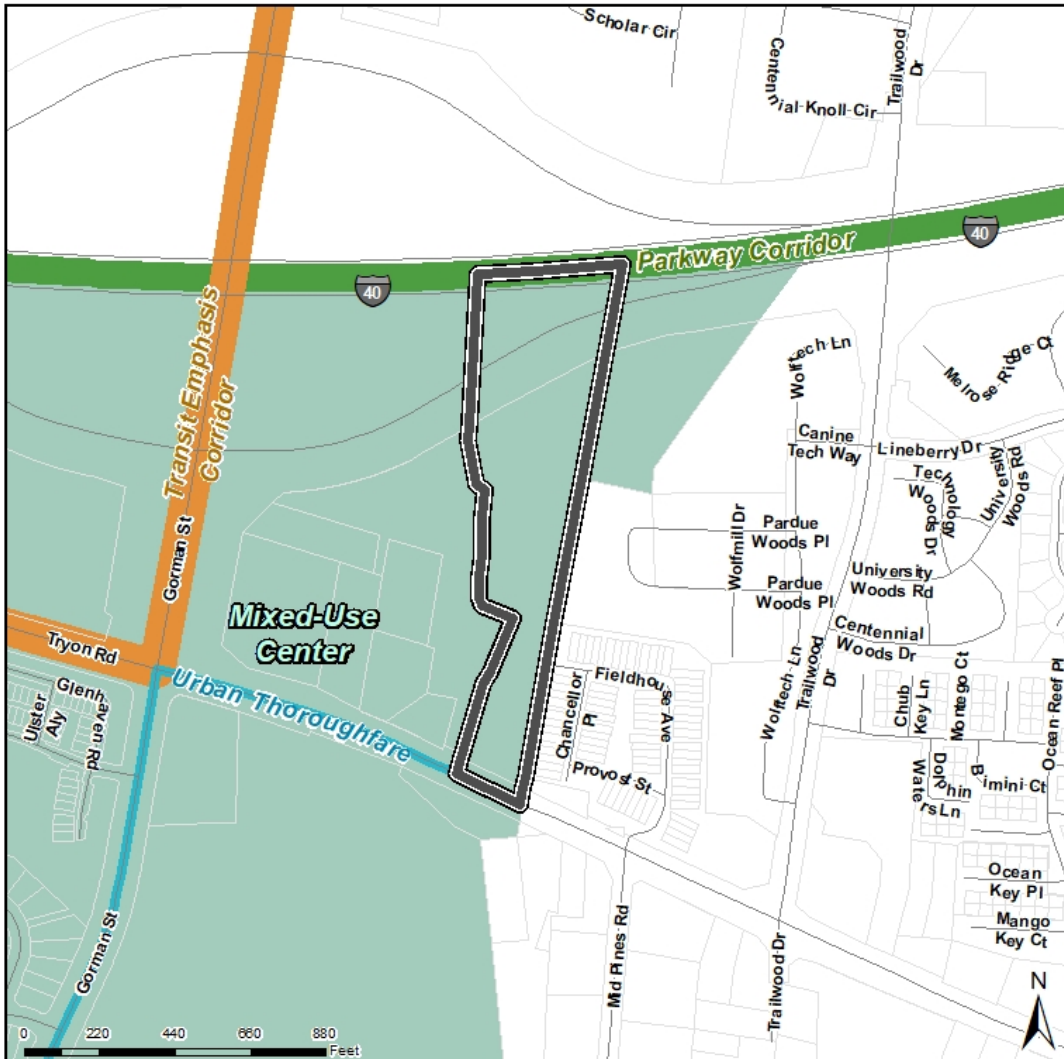 Scholar Cir
Centennial Knoll Cir
Trailwood
Dr
Parkway Corridor
40
40
Transit Emphasis
Corridor
Gorman St
Wolftech Ln
Melrose Ridge Ct
Canine
Tech Way
Lineberry Dr
Technology
Woods Dr
University
Woods Rd
Wolfmill Dr
Pardue
Woods Pl
Pardue
Woods Pl
University
Woods Rd
Centennial
Woods Dr
Mixed-Use
Center
Tryon Rd
Urban Thoroughfare
Glenhaven Rd
Ulster
Aly
Chancellor
Pl
Fieldhouse Ave
Provost St
Wolftech Ln
Trailwood
Dr
Chub
Key Ln
Montego Ct
Ocean Reef Pl
Dolphin
Waters Ln
Bimini Ct
Ocean
Key Pl
Mango
Key Ct
Gorman St
Mid Pines Rd
Trailwood Dr
N
0 220 440 660 880
Feet